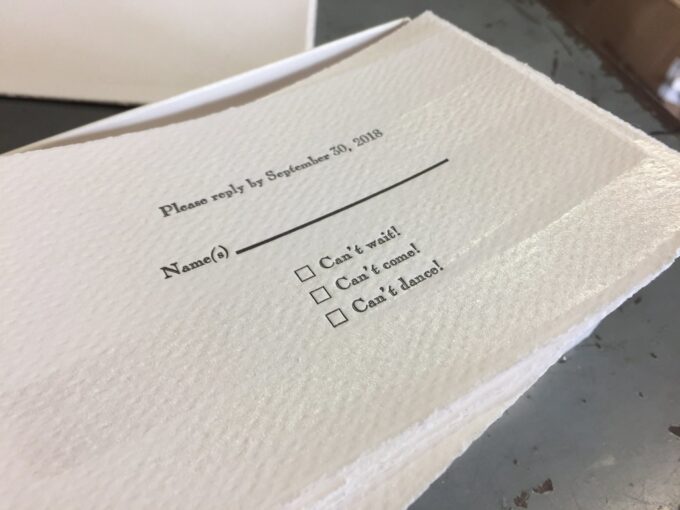 Please reply by September 30, 2018
Name(s)
Can't wait!
Can't come!
Can't dance!